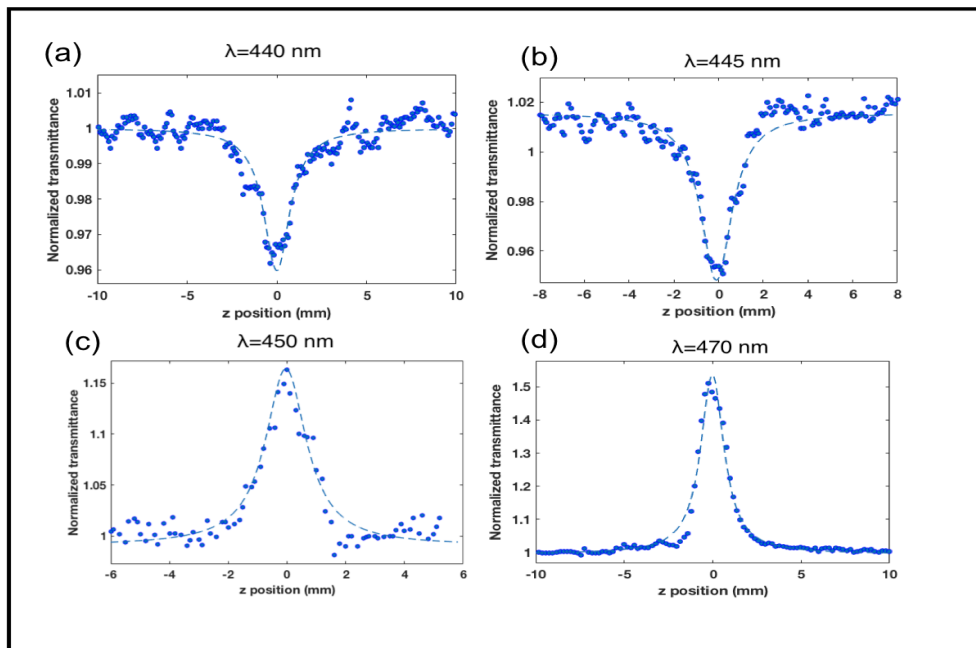 (a)
λ=440 nm
Normalized transmittance
1.01
1
0.99
0.98
0.97
0.96
-10
-5
0
5
10
z position (mm)
(b)
λ=445 nm
Normalized transmittance
1.02
1
0.98
0.96
-8
-6
-4
-2
0
2
4
6
8
z position (mm)
(c)
λ=450 nm
Normalized transmittance
1.15
1.1
1.05
1
-6
-4
-2
0
2
4
6
z position (mm)
(d)
λ=470 nm
Normalized transmittance
1.5
1.4
1.3
1.2
1.1
1
-10
-5
0
5
10
z position (mm)